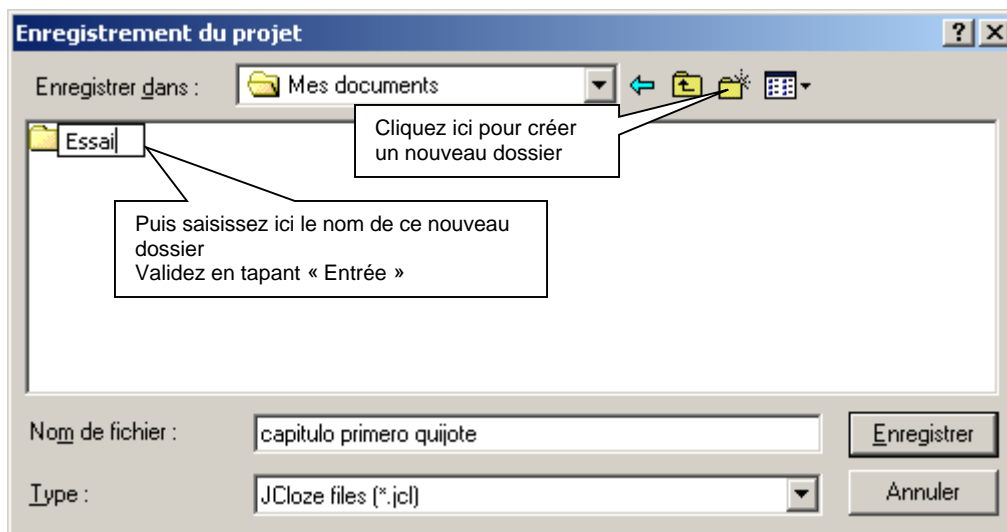 Enregistrement du projet
Enregistrer dans : Mes documents
Cliquez ici pour créer
un nouveau dossier
Essai
Puis saisissez ici le nom de ce nouveau
dossier
Validez en tapant « Entrée »
Nom de fichier : capitulo primero quijote Enregistrer
Type : JCloze files (*.jcl) Annuler